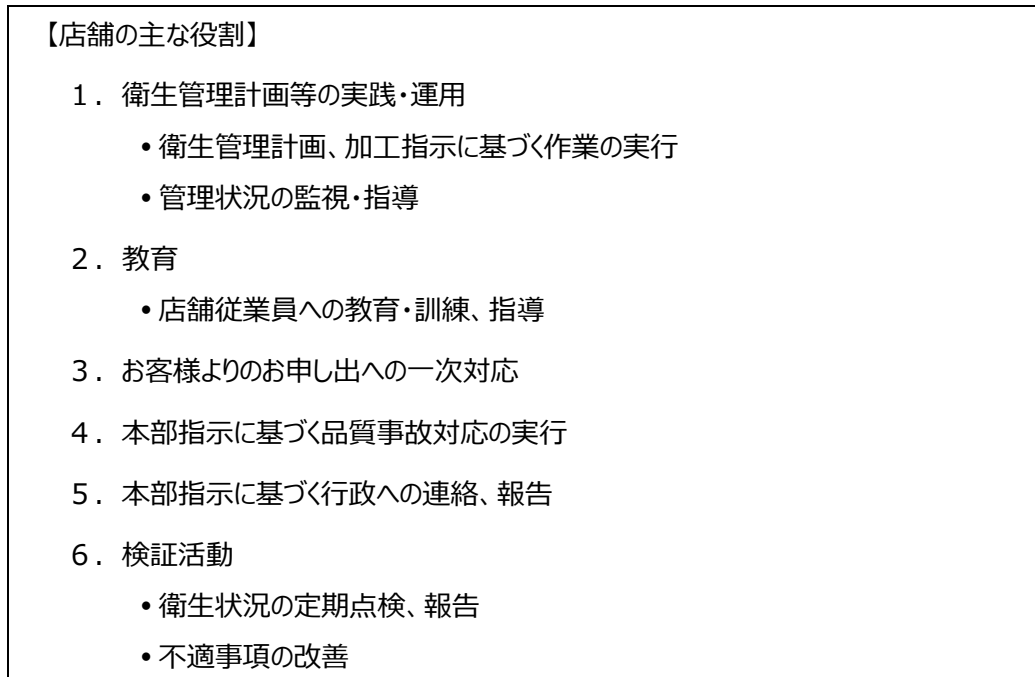 【店舗の主な役割】
１．衛生管理計画等の実践・運用
• 衛生管理計画、加工指示に基づく作業の実行
• 管理状況の監視・指導
２．教育
• 店舗従業員への教育・訓練、指導
３．お客様よりのお申し出への一次対応
４．本部指示に基づく品質事故対応の実行
５．本部指示に基づく行政への連絡、報告
６．検証活動
• 衛生状況の定期点検、報告
• 不適事項の改善